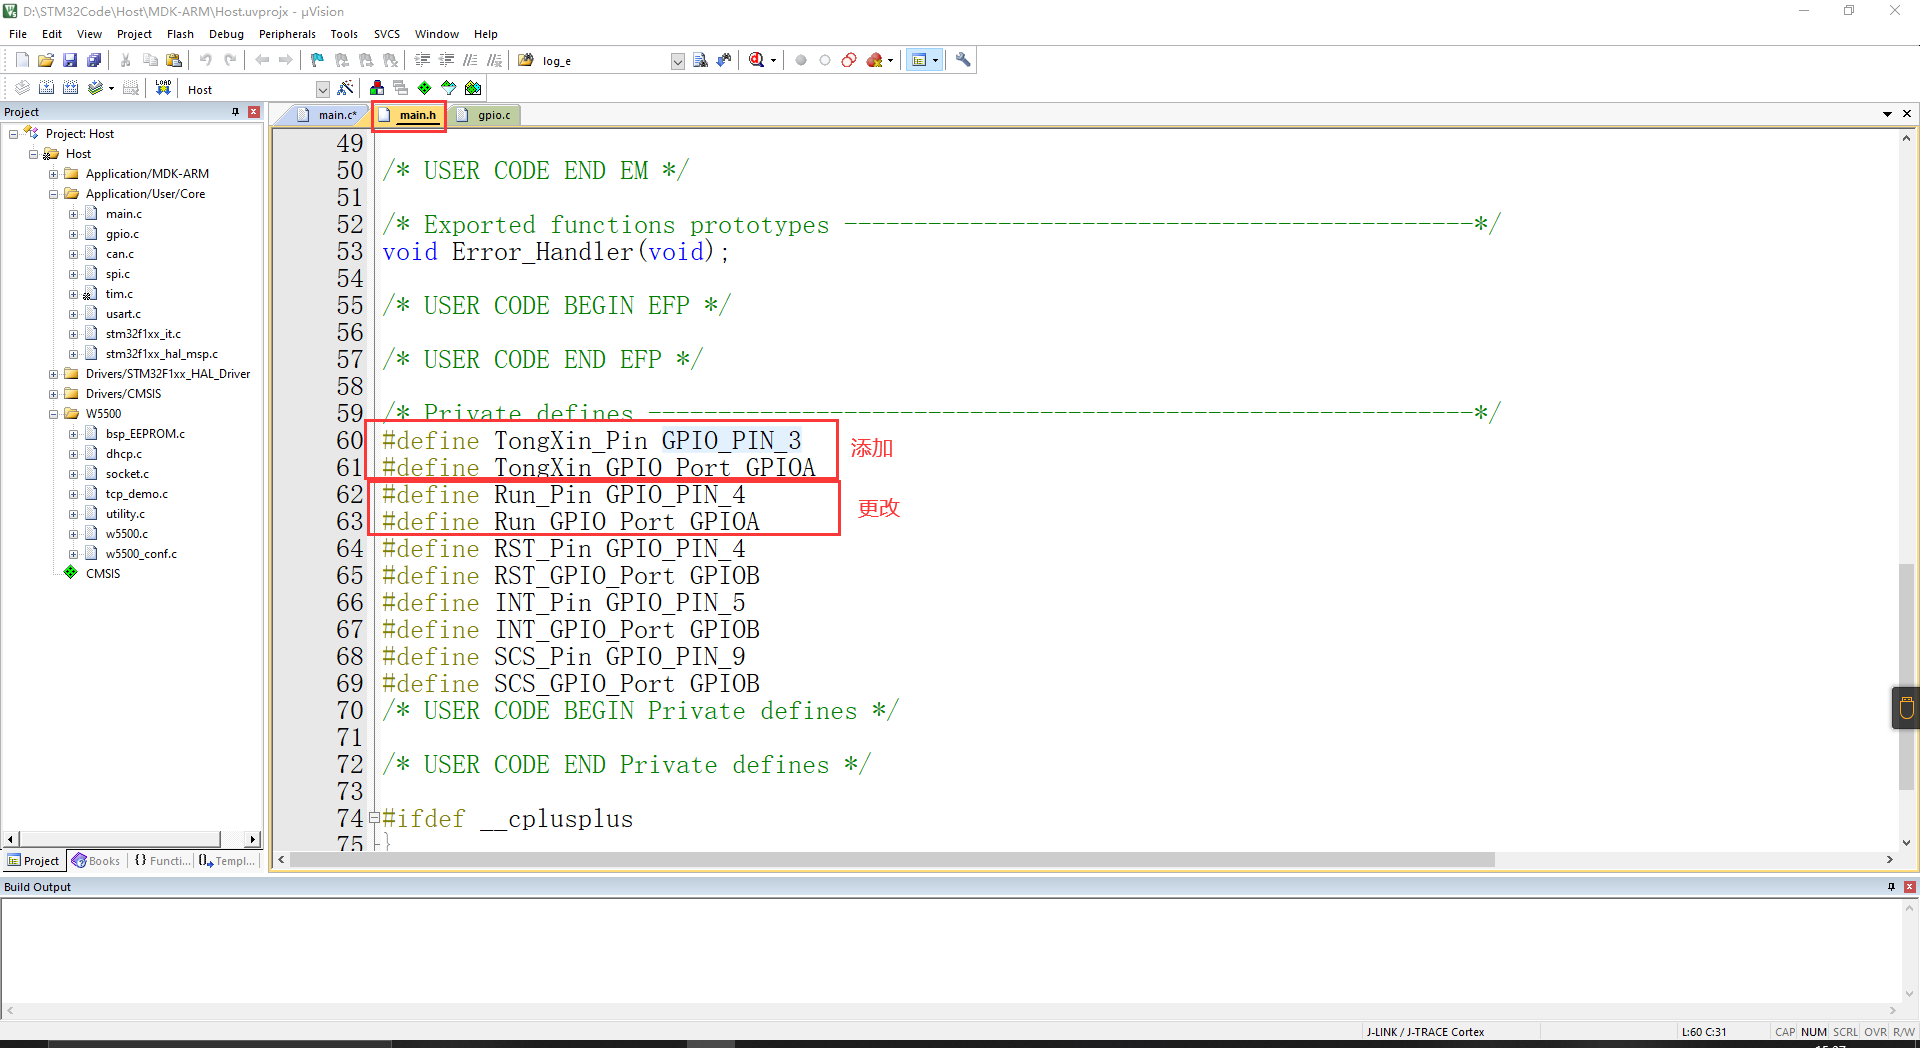 D:\STM32Code\Host\MDK-ARM\Host.uvprojx - µVision
File Edit View Project Flash Debug Peripherals Tools SVCS Window Help
log_e
LOAD Host
Project
Project: Host
Host
Application/MDK-ARM
Application/User/Core
main.c
gpio.c
can.c
spi.c
tim.c
usart.c
stm32f1xx_it.c
stm32f1xx_hal_msp.c
Drivers/STM32F1xx_HAL_Driver
Drivers/CMSIS
W5500
bsp_EEPROM.c
dhcp.c
socket.c
tcp_demo.c
utility.c
w5500.c
w5500_conf.c
CMSIS
Project Books {} Functi... Templ...
main.c* main.h gpio.c
49
50 /* USER CODE END EM */
51
52 /* Exported functions prototypes ---------------------------------------------*/
53 void Error_Handler(void);
54
55 /* USER CODE BEGIN EFP */
56
57 /* USER CODE END EFP */
58
59 /* Private defines -----------------------------------------------------------*/
60 #define TongXin_Pin GPIO_PIN_3
61 #define TongXin_GPIO_Port GPIOA
添加
62 #define Run_Pin GPIO_PIN_4
63 #define Run_GPIO_Port GPIOA
更改
64 #define RST_Pin GPIO_PIN_4
65 #define RST_GPIO_Port GPIOB
66 #define INT_Pin GPIO_PIN_5
67 #define INT_GPIO_Port GPIOB
68 #define SCS_Pin GPIO_PIN_9
69 #define SCS_GPIO_Port GPIOB
70 /* USER CODE BEGIN Private defines */
71
72 /* USER CODE END Private defines */
73
74 #ifdef __cplusplus
75 }
Build Output
J-LINK / J-TRACE Cortex L:60 C:31 CAP NUM SCRL OVR R/W